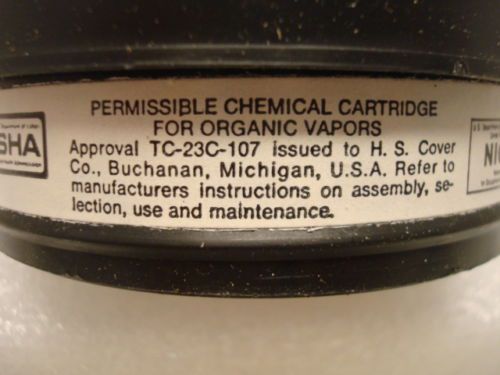 PERMISSIBLE CHEMICAL CARTRIDGE
FOR ORGANIC VAPORS
Approval TC-23C-107 issued to H. S. Cover
Co., Buchanan, Michigan, U.S.A. Refer to
manufacturers instructions on assembly, se-
lection, use and maintenance.
SHA
NI